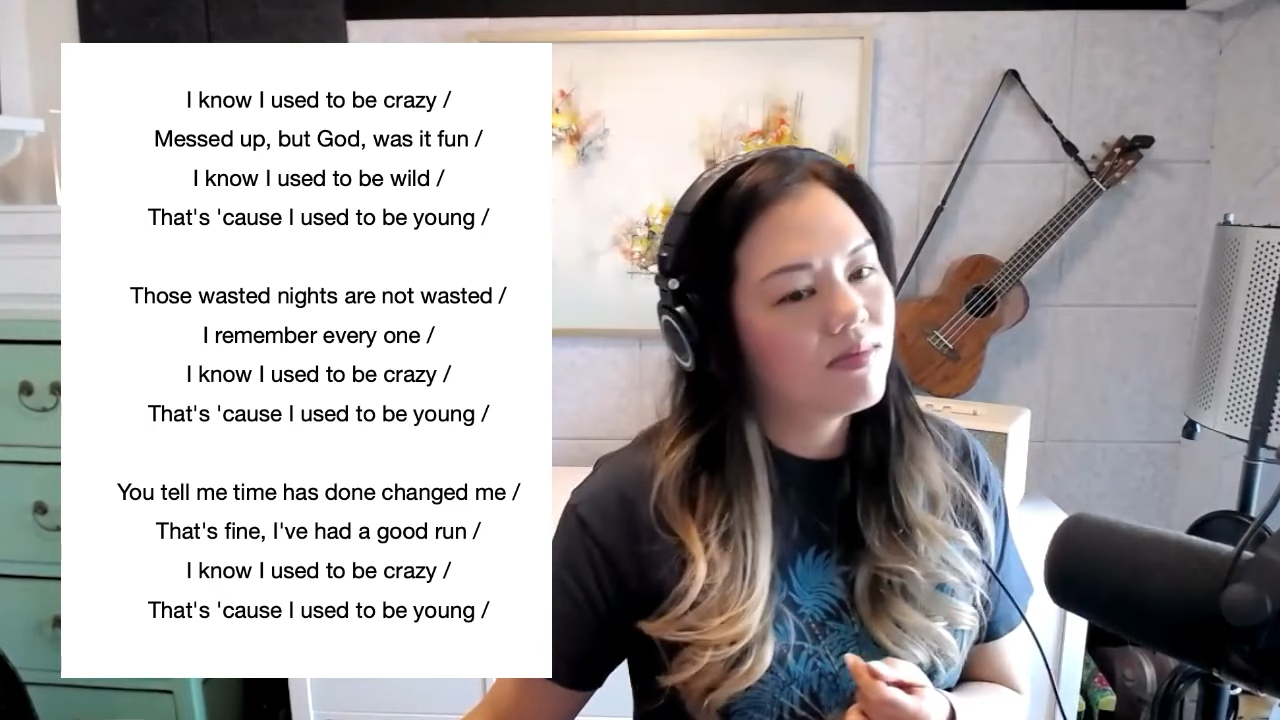 I know I used to be crazy /
Messed up, but God, was it fun /
I know I used to be wild /
That's 'cause I used to be young /
Those wasted nights are not wasted /
I remember every one /
I know I used to be crazy /
That's 'cause I used to be young /
You tell me time has done changed me /
That's fine, I've had a good run /
I know I used to be crazy /
That's 'cause I used to be young /